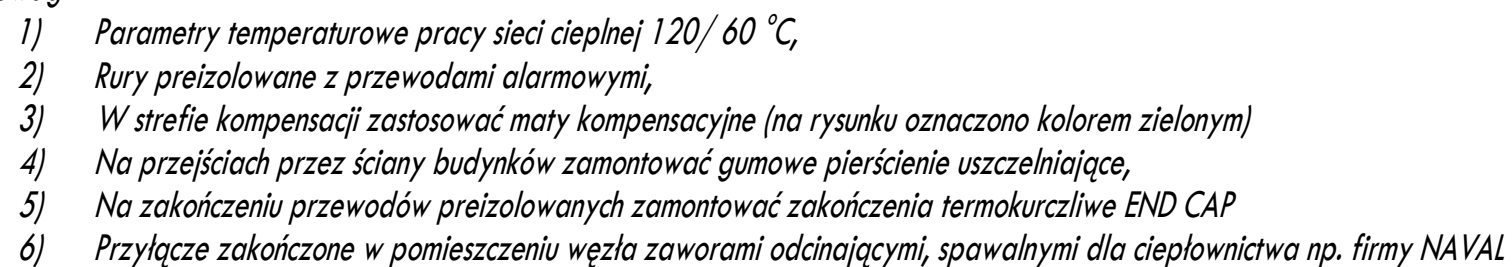 1) Parametry temperaturowe pracy sieci cieplnej 120/ 60 °C,
2) Rury preizolowane z przewodami alarmowymi,
3) W strefie kompensacji zastosować maty kompensacyjne (na rysunku oznaczono kolorem zielonym)
4) Na przejściach przez ściany budynków zamontować gumowe pierścienie uszczelniające,
5) Na zakończeniu przewodów preizolowanych zamontować zakończenia termokurczliwe END CAP
6) Przyłącze zakończone w pomieszczeniu węzła zaworami odcinającymi, spawalnymi dla ciepłownictwa np. firmy NAVAL